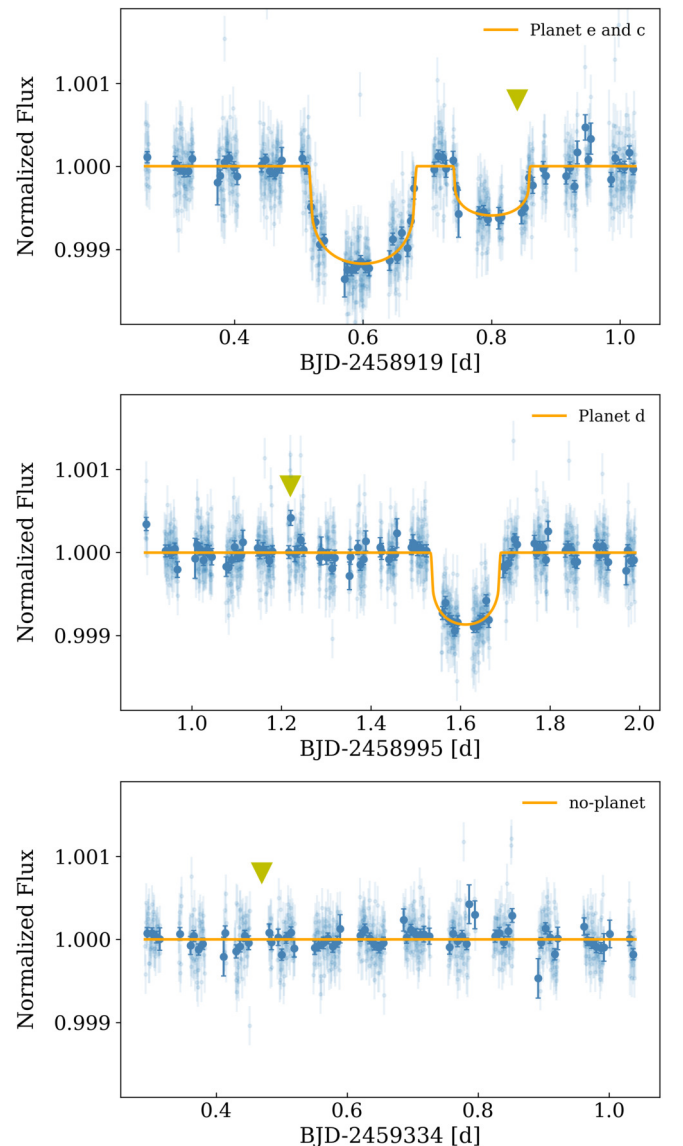 Planet e and c
1.001
1.000
0.999
Normalized Flux
0.4 0.6 0.8 1.0
BJD-2458919 [d]
Planet d
1.001
1.000
0.999
Normalized Flux
1.0 1.2 1.4 1.6 1.8 2.0
BJD-2458995 [d]
no-planet
1.001
1.000
0.999
Normalized Flux
0.4 0.6 0.8 1.0
BJD-2459334 [d]